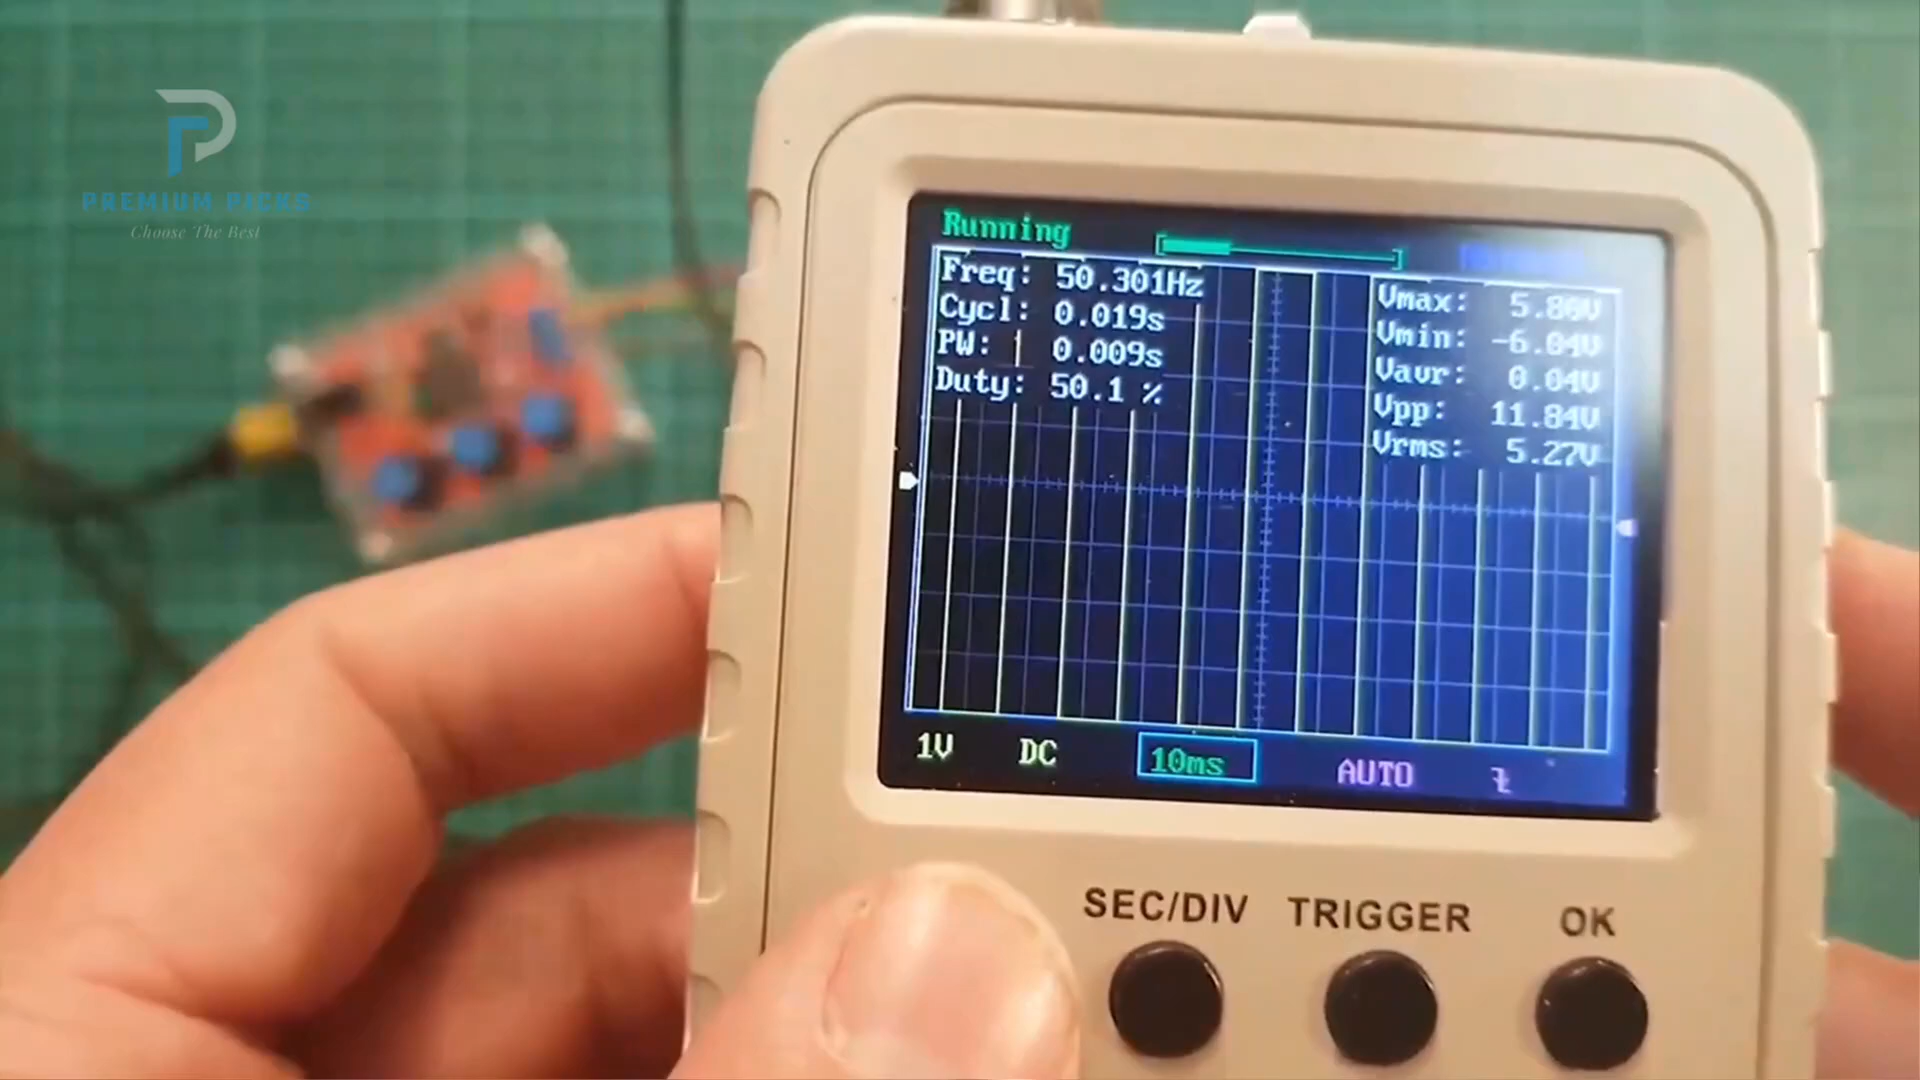 PREMIUM PICKS
Choose The Best
Running
Freq: 50.301Hz
Cycl: 0.019s
PW: 0.009s
Duty: 50.1 %
Vmax: 5.80V
Vmin: -6.04V
Vavr: 0.04V
Vpp: 11.84V
Vrms: 5.27V
1V DC 10ms AUTO
SEC/DIV TRIGGER OK